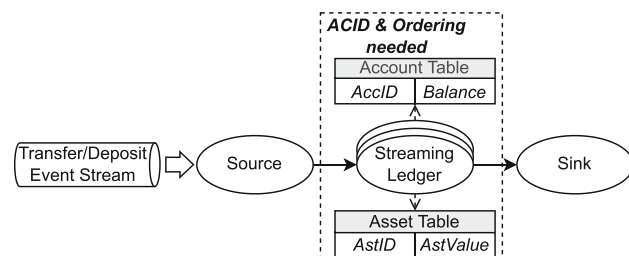 ACID & Ordering
needed
Account Table
AccID Balance
Transfer/Deposit
Event Stream
Source
Streaming
Ledger
Sink
Asset Table
AstID AstValue